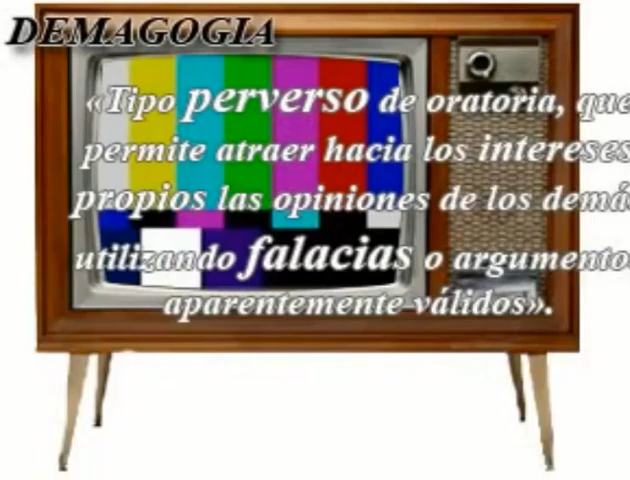 DEMAGOGIA
«Tipo perverso de oratoria, que
permite atraer hacia los intereses
propios las opiniones de los demá
utilizando falacias o argumento
aparentemente válidos».